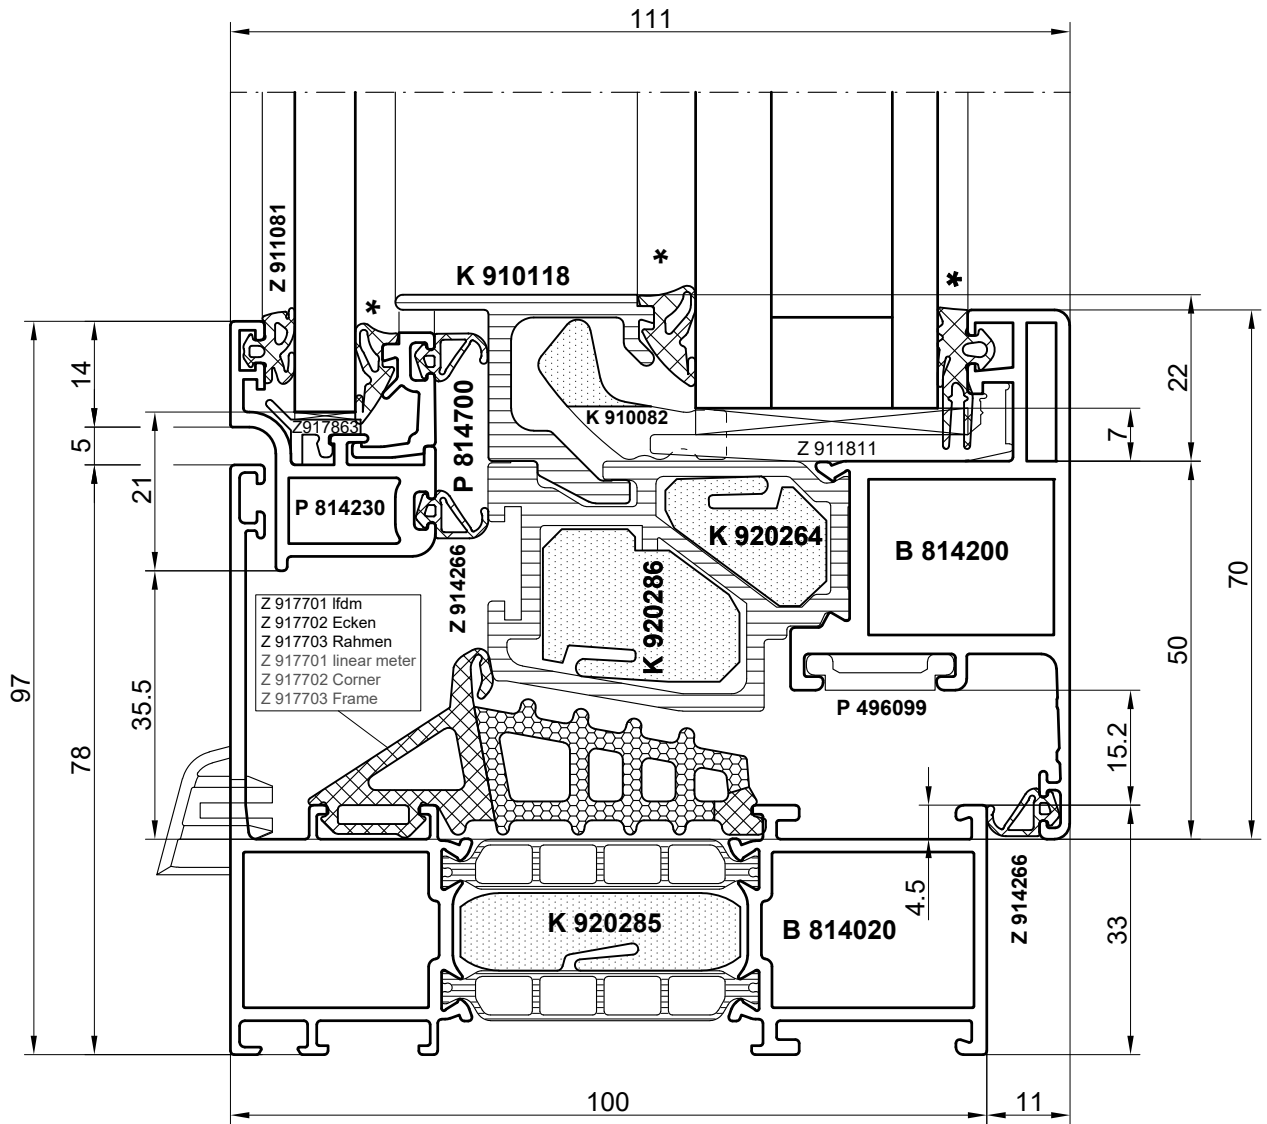 111
Z 911081
*
K 910118
*
*
14
5
21
Z917863
P 814700
K 910082
Z 911811
22
7
P 814230
K 920264
B 814200
70
Z 914266
K 920286
Z 917701 lfdm
Z 917702 Ecken
Z 917703 Rahmen
Z 917701 linear meter
Z 917702 Corner
Z 917703 Frame
50
97
35.5
78
P 496099
15.2
4.5
Z 914266
33
K 920285
B 814020
100
11